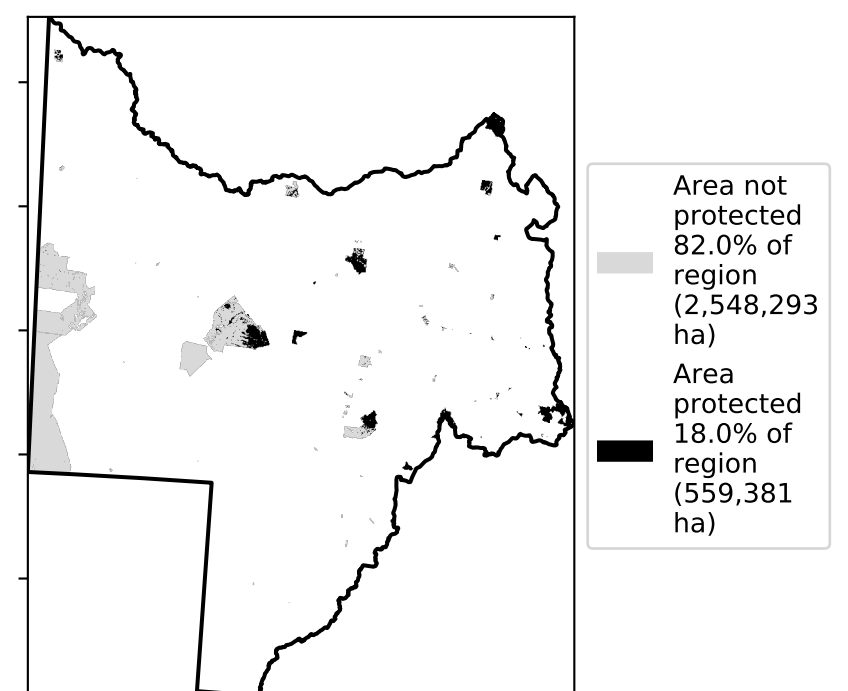 Area not
protected
82.0% of
region
(2,548,293
ha)
Area
protected
18.0% of
region
(559,381
ha)